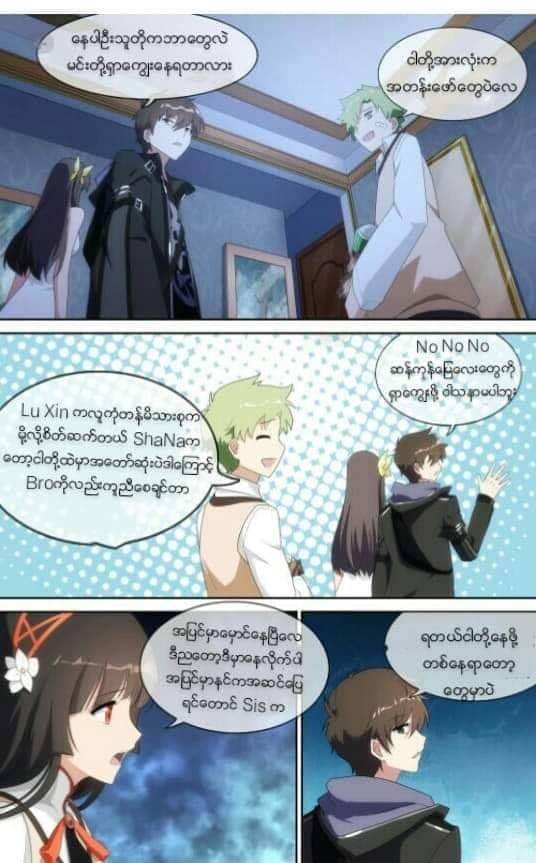 နေပါဦးသူတို့ကဘာတွေလဲ
မင်းတို့ရှာကျွေးနေရတာလား
ငါတို့အားလုံးက
အတန်းဖော်တွေပဲလေ
No No No
ဆန်ကုန်မြေလေးတွေကို
ရှာကျွေးဖို့ ဝါသနာမပါဘူး
Lu Xin ကလူကုံတန်မိသားစုက
မို့လို့စိတ်ဆက်တယ် ShaNaက
တော့ငါတို့ထဲမှာအတော်ဆုံးပဲဒါကြောင့်
Broကိုလည်းကူညီစေချင်တာ
အပြင်မှာမှောင်နေပြီလေ
ဒီညတော့ဒီမှာနေလိုက်ပါ
အပြင်မှာနင်ကအဆင်ပြေ
ရင်တောင် Sis က
ရတယ်ငါတို့နေဖို့
တစ်နေရာတော့
တွေမှာပဲ